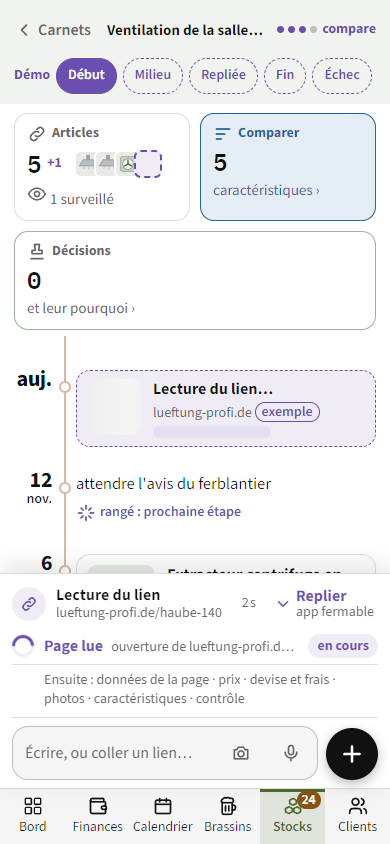 Carnets
Ventilation de la salle…
compare
Démo
Début
Milieu
Repliée
Fin
Échec
Articles
5 +1
1 surveillé
Comparer
5
caractéristiques ›
Décisions
0
et leur pourquoi ›
auj.
Lecture du lien…
lueftung-profi.de exemple
12
nov.
attendre l'avis du ferblantier
rangé : prochaine étape
6
Lecture du lien
lueftung-profi.de/haube-140
2 s
Replier
app fermable
Page lue ouverture de lueftung-profi.d… en cours
Ensuite : données de la page · prix · devise et frais ·
photos · caractéristiques · contrôle
Écrire, ou coller un lien…
24
Bord
Finances
Calendrier
Brassins
Stocks
Clients